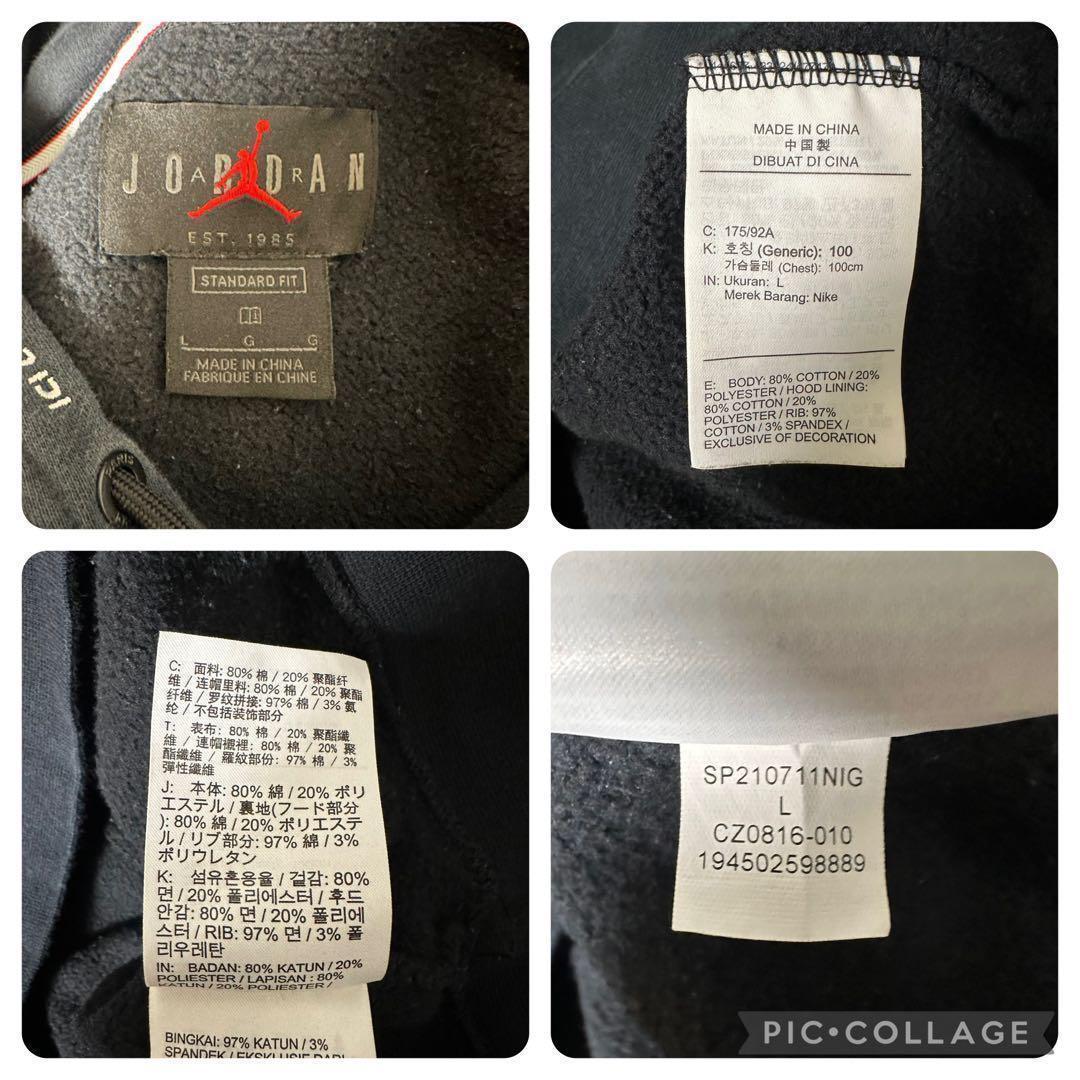 JORDAN
AIR
EST. 1985
STANDARD FIT
L G G
MADE IN CHINA
FABRIQUE EN CHINE
MADE IN CHINA
中国製
DIBUAT DI CINA
C: 175/92A
K: 호칭 (Generic): 100
가슴둘레 (Chest): 100cm
IN: Ukuran: L
Merek Barang: Nike
E: BODY: 80% COTTON / 20%
POLYESTER / HOOD LINING:
80% COTTON / 20%
POLYESTER / RIB: 97%
COTTON / 3% SPANDEX /
EXCLUSIVE OF DECORATION
C: 面料: 80% 棉 / 20% 聚酯纤
维 / 连帽里料: 80% 棉 / 20% 聚酯
纤维 / 罗纹拼接: 97% 棉 / 3% 氨
纶 / 不包括装饰部分
T: 表布: 80% 棉 / 20% 聚酯纖
維 / 連帽襯裡: 80% 棉 / 20% 聚
酯纖維 / 羅紋部份: 97% 棉 / 3%
彈性纖維
J: 本体: 80% 綿 / 20% ポリ
エステル / 裏地(フード部分
): 80% 綿 / 20% ポリエステ
ル / リブ部分: 97% 綿 / 3%
ポリウレタン
K: 섬유혼용율 / 겉감: 80%
면 / 20% 폴리에스터 / 후드
안감: 80% 면 / 20% 폴리에
스터 / RIB: 97% 면 / 3% 폴
리우레탄
IN: BADAN: 80% KATUN / 20%
POLIESTER / LAPISAN : 80%
KATUN / 20% POLIESTER /
BINGKAI: 97% KATUN / 3%
SPANDEK / EKSKLUSIF DARI
SP210711NIG
L
CZ0816-010
194502598889
PIC•COLLAGE